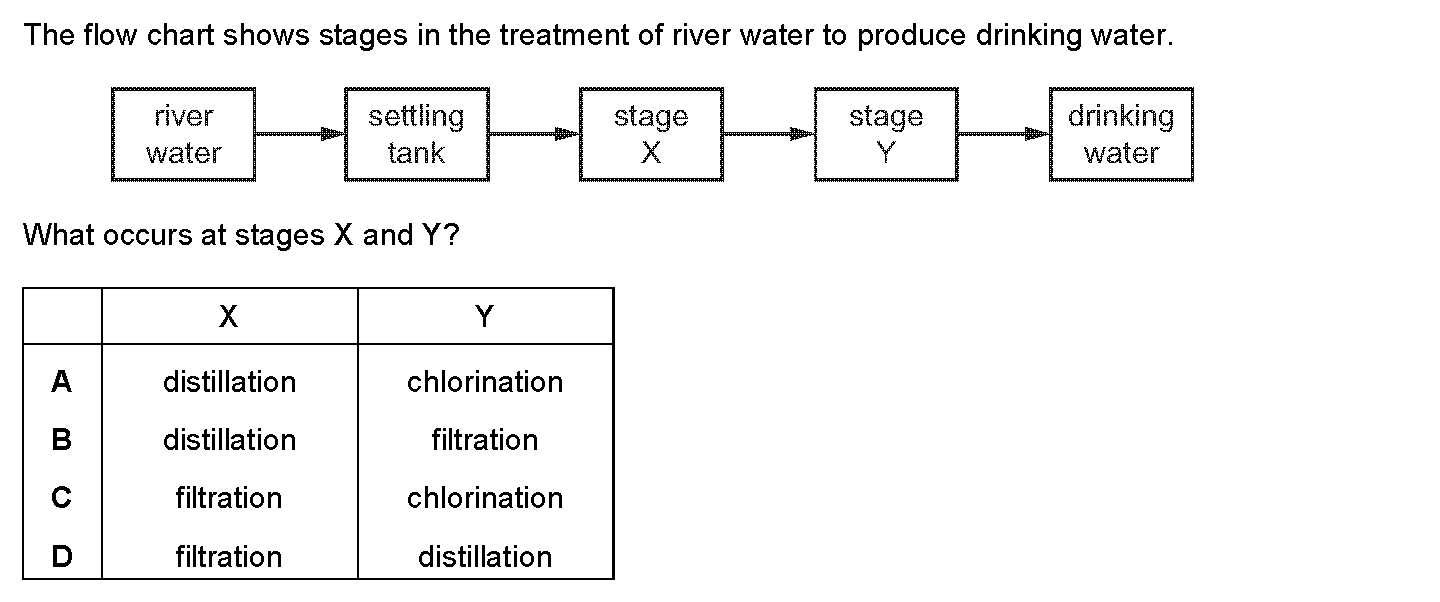 The flow chart shows stages in the treatment of river water to produce drinking water.
river water
settling tank
stage X
stage Y
drinking water
What occurs at stages X and Y?
X Y
A distillation chlorination
B distillation filtration
C filtration chlorination
D filtration distillation